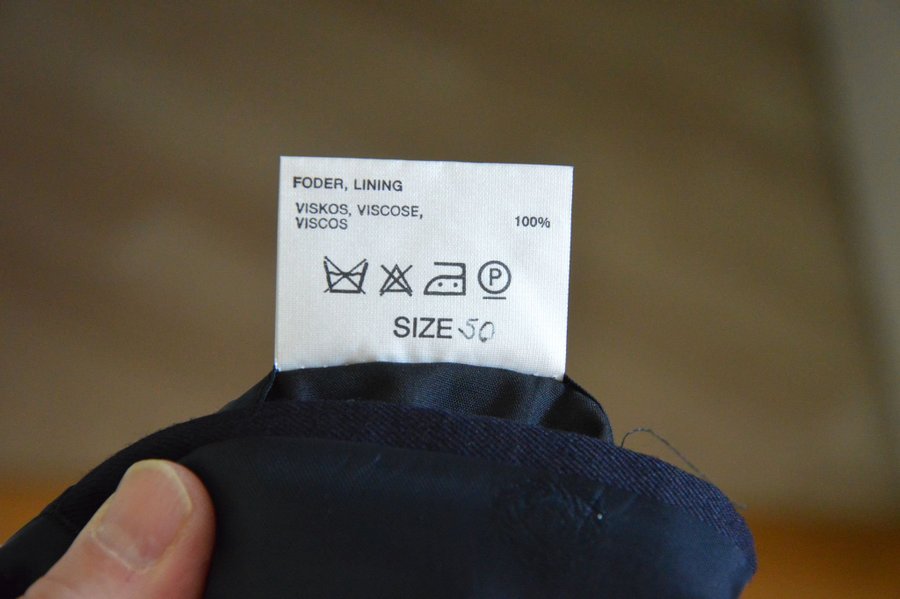 FODER, LINING
VISKOS, VISCOSE,
VISCOS 100%
P
SIZE 50